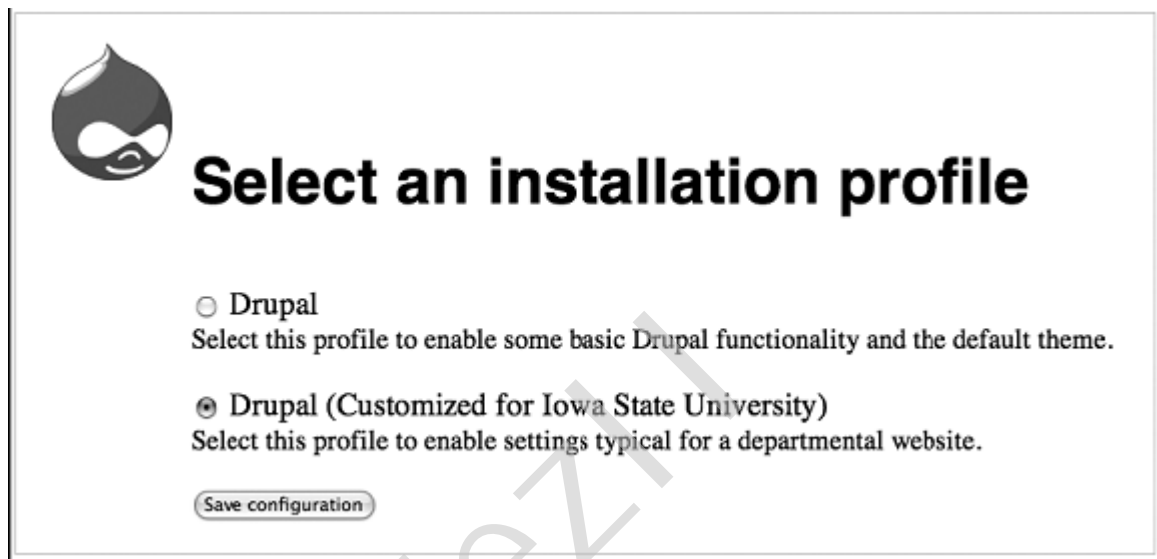 Select an installation profile
Drupal
Select this profile to enable some basic Drupal functionality and the default theme.
Drupal (Customized for Iowa State University)
Select this profile to enable settings typical for a departmental website.
Save configuration